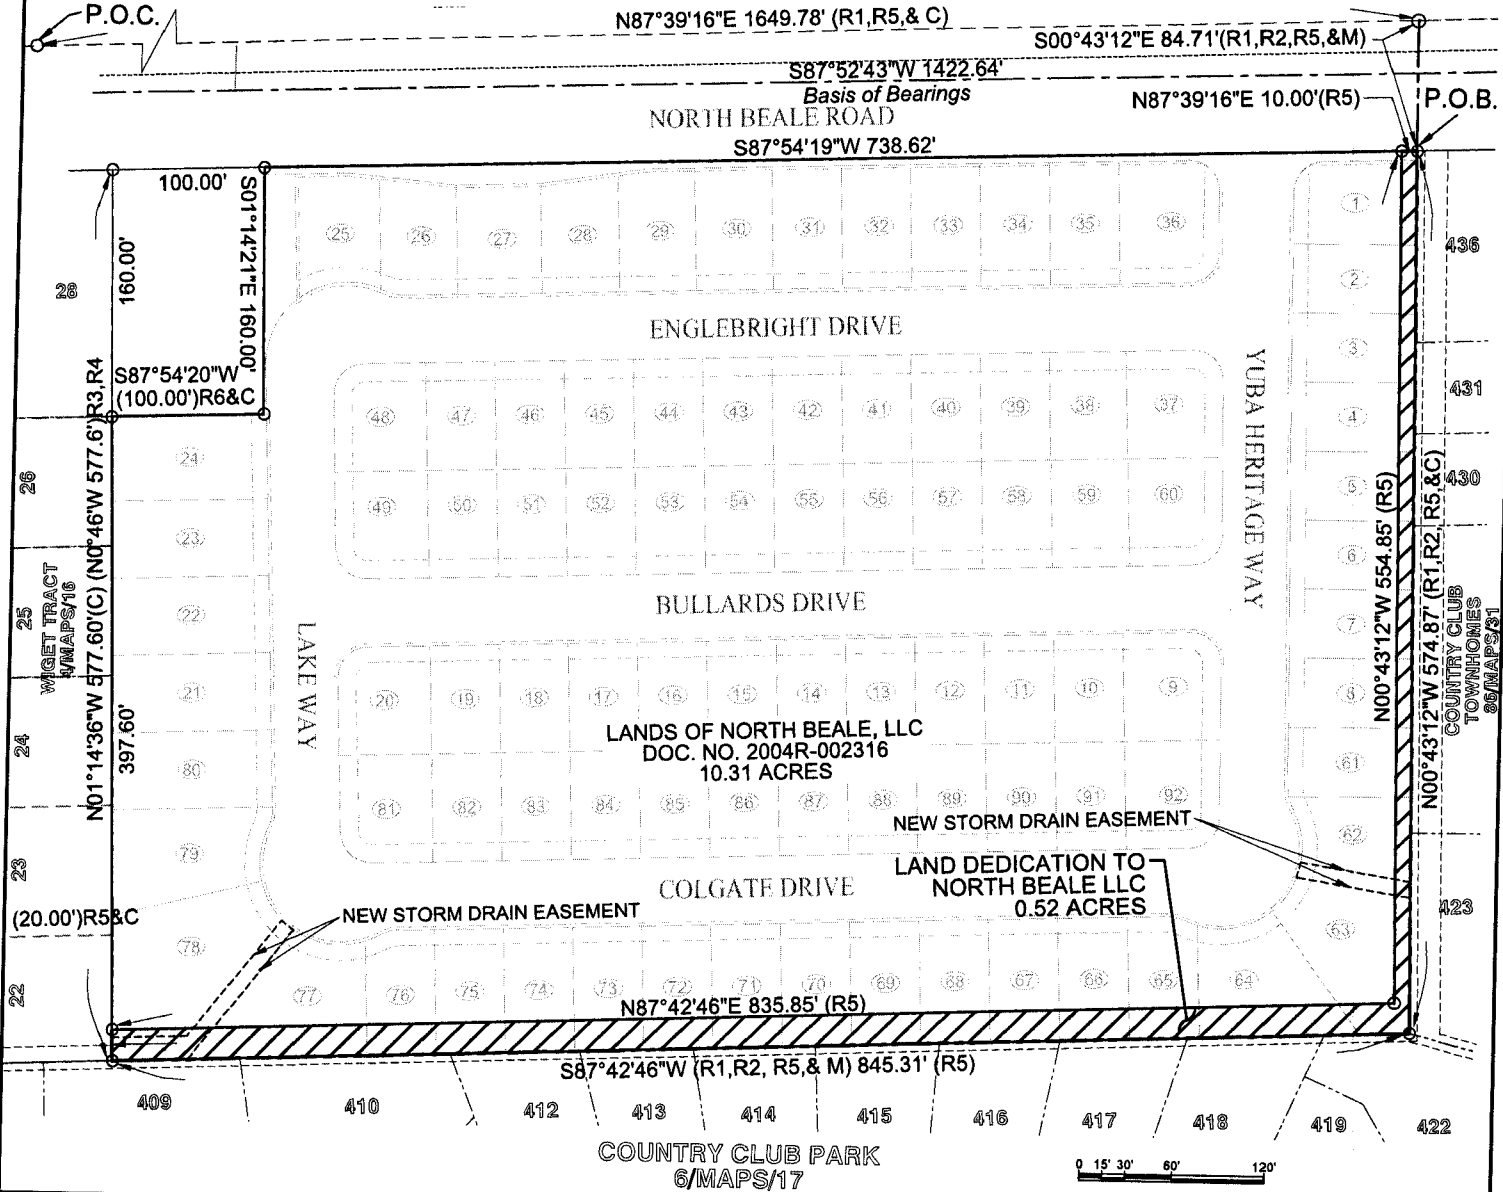 P.O.C.
N87°39'16"E 1649.78' (R1,R5,& C)
S00°43'12"E 84.71'(R1,R2,R5,&M)
S87°52'43"W 1422.64'
Basis of Bearings
N87°39'16"E 10.00'(R5)
P.O.B.
NORTH BEALE ROAD
S87°54'19"W 738.62'
100.00'
S01°14'21"E 160.00'
160.00'
S87°54'20"W
(100.00')R6&C
N01°14'36"W 577.60'(C) (N0°46'W 577.6')R3,R4
397.60'
28
26
25
24
23
22
WIGET TRACT
4/MAPS/16
25 26 27 28 29 30 31 32 33 34 35 36
ENGLEBRIGHT DRIVE
48 47 46 45 44 43 42 41 40 39 38 37
49 50 51 52 53 54 55 56 57 58 59 60
BULLARDS DRIVE
20 19 18 17 16 15 14 13 12 11 10 9
LANDS OF NORTH BEALE, LLC
DOC. NO. 2004R-002316
10.31 ACRES
81 82 83 84 85 86 87 88 89 90 91 92
NEW STORM DRAIN EASEMENT
LAND DEDICATION TO
NORTH BEALE LLC
0.52 ACRES
COLGATE DRIVE
NEW STORM DRAIN EASEMENT
(20.00')R5&C
24
23
22
21
80
79
78
LAKE WAY
YUBA HERITAGE WAY
1
2
3
4
5
6
7
8
61
62
63
77 76 75 74 73 72 71 70 69 68 67 66 65 64
N00°43'12"W 554.85' (R5)
N00°43'12"W 574.87' (R1,R2, R5,&C)
436
431
430
423
COUNTRY CLUB
TOWNHOMES
86/MAPS/31
N87°42'46"E 835.85' (R5)
S87°42'46"W (R1,R2, R5,& M) 845.31' (R5)
409 410 412 413 414 415 416 417 418 419 422
COUNTRY CLUB PARK
6/MAPS/17
0 15' 30' 60' 120'